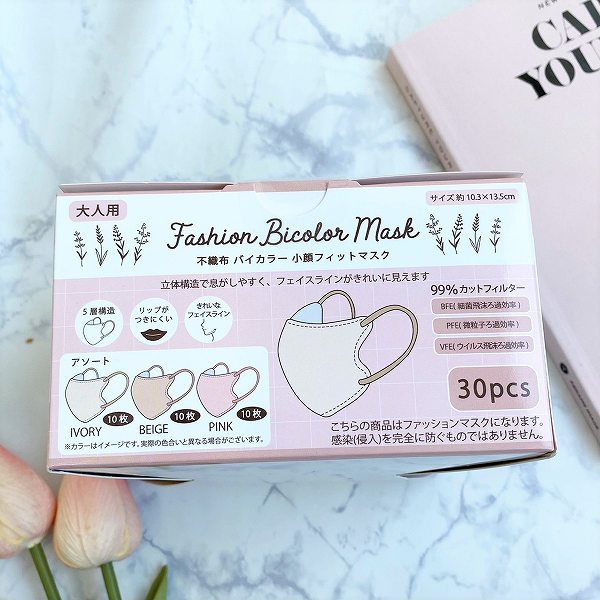 大人用
サイズ 約 10.3×13.5cm
Fashion Bicolor Mask
不織布 バイカラー 小顔フィットマスク
立体構造で息がしやすく、フェイスラインがきれいに見えます
5層構造
リップが
つきにくい
きれいな
フェイスライン
99%カットフィルター
BFE(細菌飛沫ろ過効率)
PFE(微粒子ろ過効率)
VFE(ウイルス飛沫ろ過効率)
アソート
10枚
10枚
10枚
IVORY
BEIGE
PINK
※カラーはイメージです。実際の色合いと異なる場合がございます。
30pcs
こちらの商品はファッションマスクになります。
感染(侵入)を完全に防ぐものではありません。
NEW
CAP
YOU